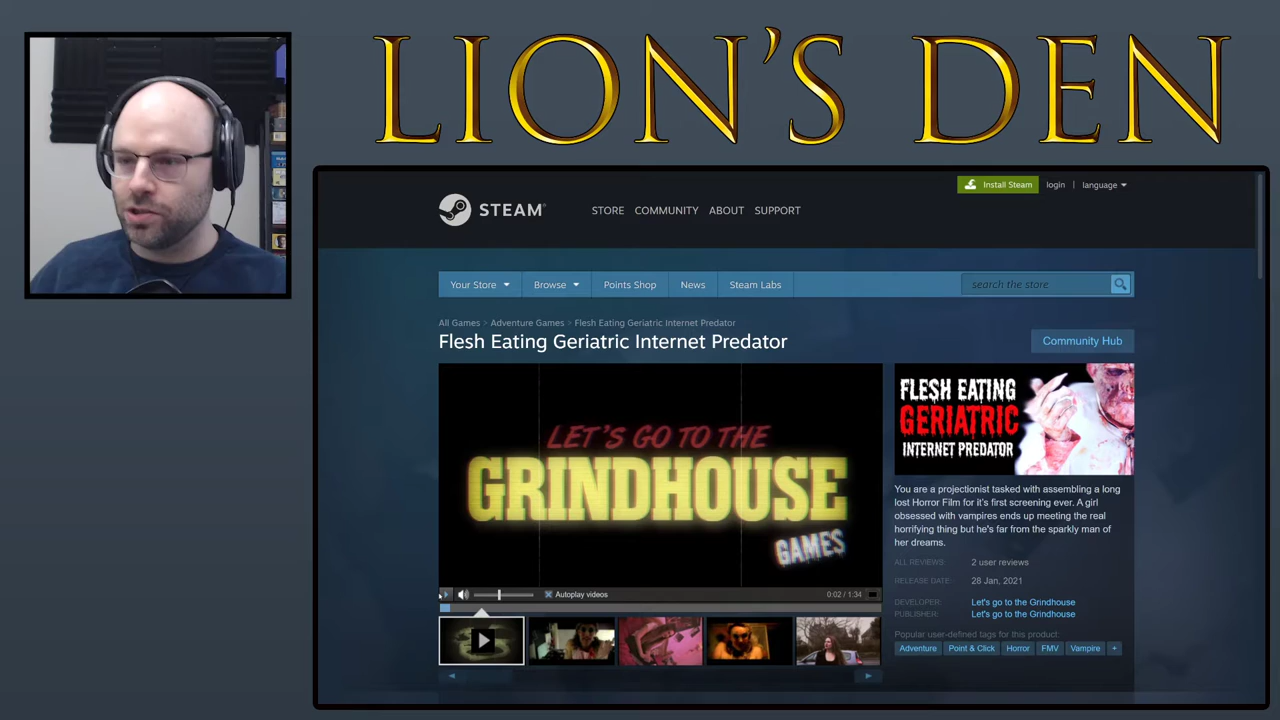 LION'S DEN
Install Steam
login | language
STEAM®
STORE COMMUNITY ABOUT SUPPORT
Your Store Browse Points Shop News Steam Labs
search the store
All Games > Adventure Games > Flesh Eating Geriatric Internet Predator
Flesh Eating Geriatric Internet Predator
Community Hub
LET'S GO TO THE
GRINDHOUSE
GAMES
Autoplay videos
0:02 / 1:34
FLESH EATING
GERIATRIC
INTERNET PREDATOR
You are a projectionist tasked with assembling a long
lost Horror Film for it's first screening ever. A girl
obsessed with vampires ends up meeting the real
horrifying thing but he's far from the sparkly man of
her dreams.
ALL REVIEWS: 2 user reviews
RELEASE DATE: 28 Jan, 2021
DEVELOPER: Let's go to the Grindhouse
PUBLISHER: Let's go to the Grindhouse
Popular user-defined tags for this product:
Adventure Point & Click Horror FMV Vampire +